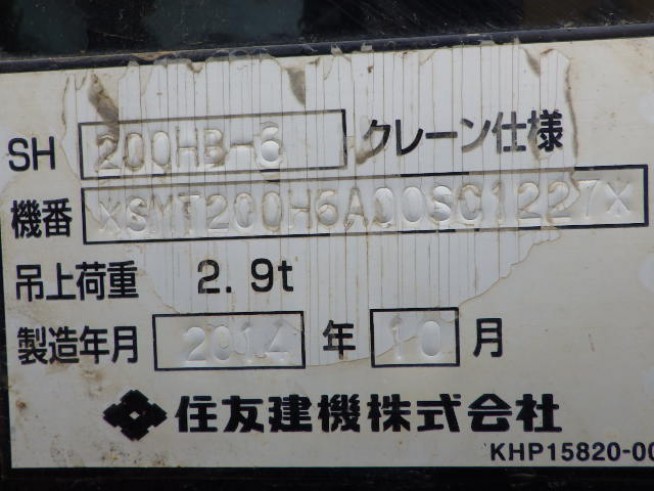 SH 200HB-6 クレーン仕様
機番 *SMT200H6A00SC1227*
吊上荷重 2.9t
製造年月 2014 年 10 月
住友建機株式会社
KHP15820-00